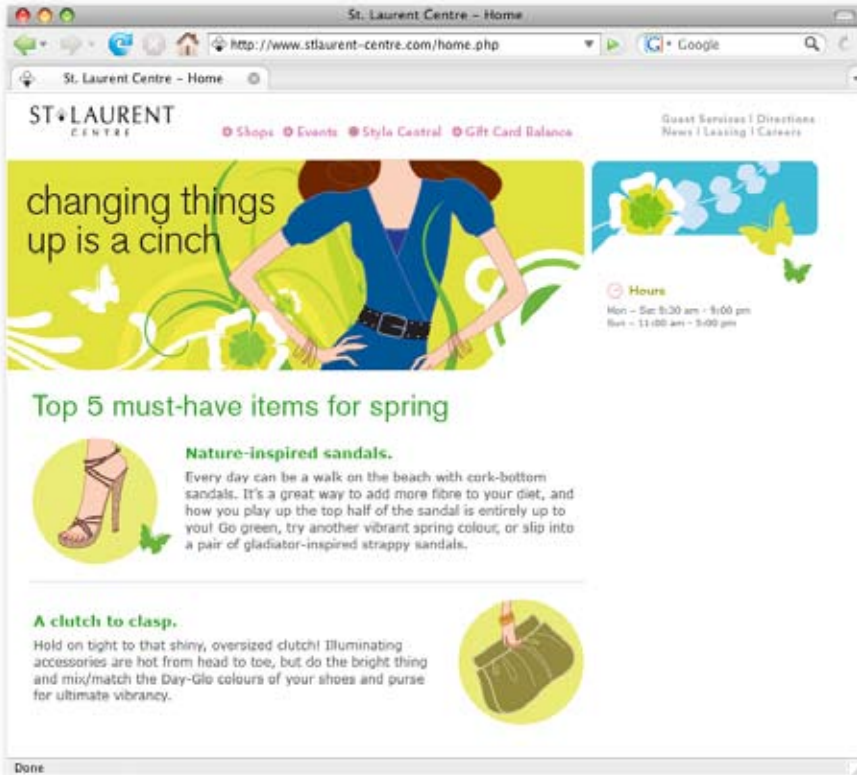 St. Laurent Centre – Home
http://www.stlaurent-centre.com/home.php
Google
St. Laurent Centre – Home
ST LAURENT
CENTRE
Shops Events Style Central Gift Card Balance
Guest Services | Directions
News | Leasing | Careers
changing things
up is a cinch
Hours
Mon – Sat 9:30 am - 9:00 pm
Sun – 11:00 am - 5:00 pm
Top 5 must-have items for spring
Nature-inspired sandals.
Every day can be a walk on the beach with cork-bottom
sandals. It's a great way to add more fibre to your diet, and
how you play up the top half of the sandal is entirely up to
you! Go green, try another vibrant spring colour, or slip into
a pair of gladiator-inspired strappy sandals.
A clutch to clasp.
Hold on tight to that shiny, oversized clutch! Illuminating
accessories are hot from head to toe, but do the bright thing
and mix/match the Day-Glo colours of your shoes and purse
for ultimate vibrancy.
Done